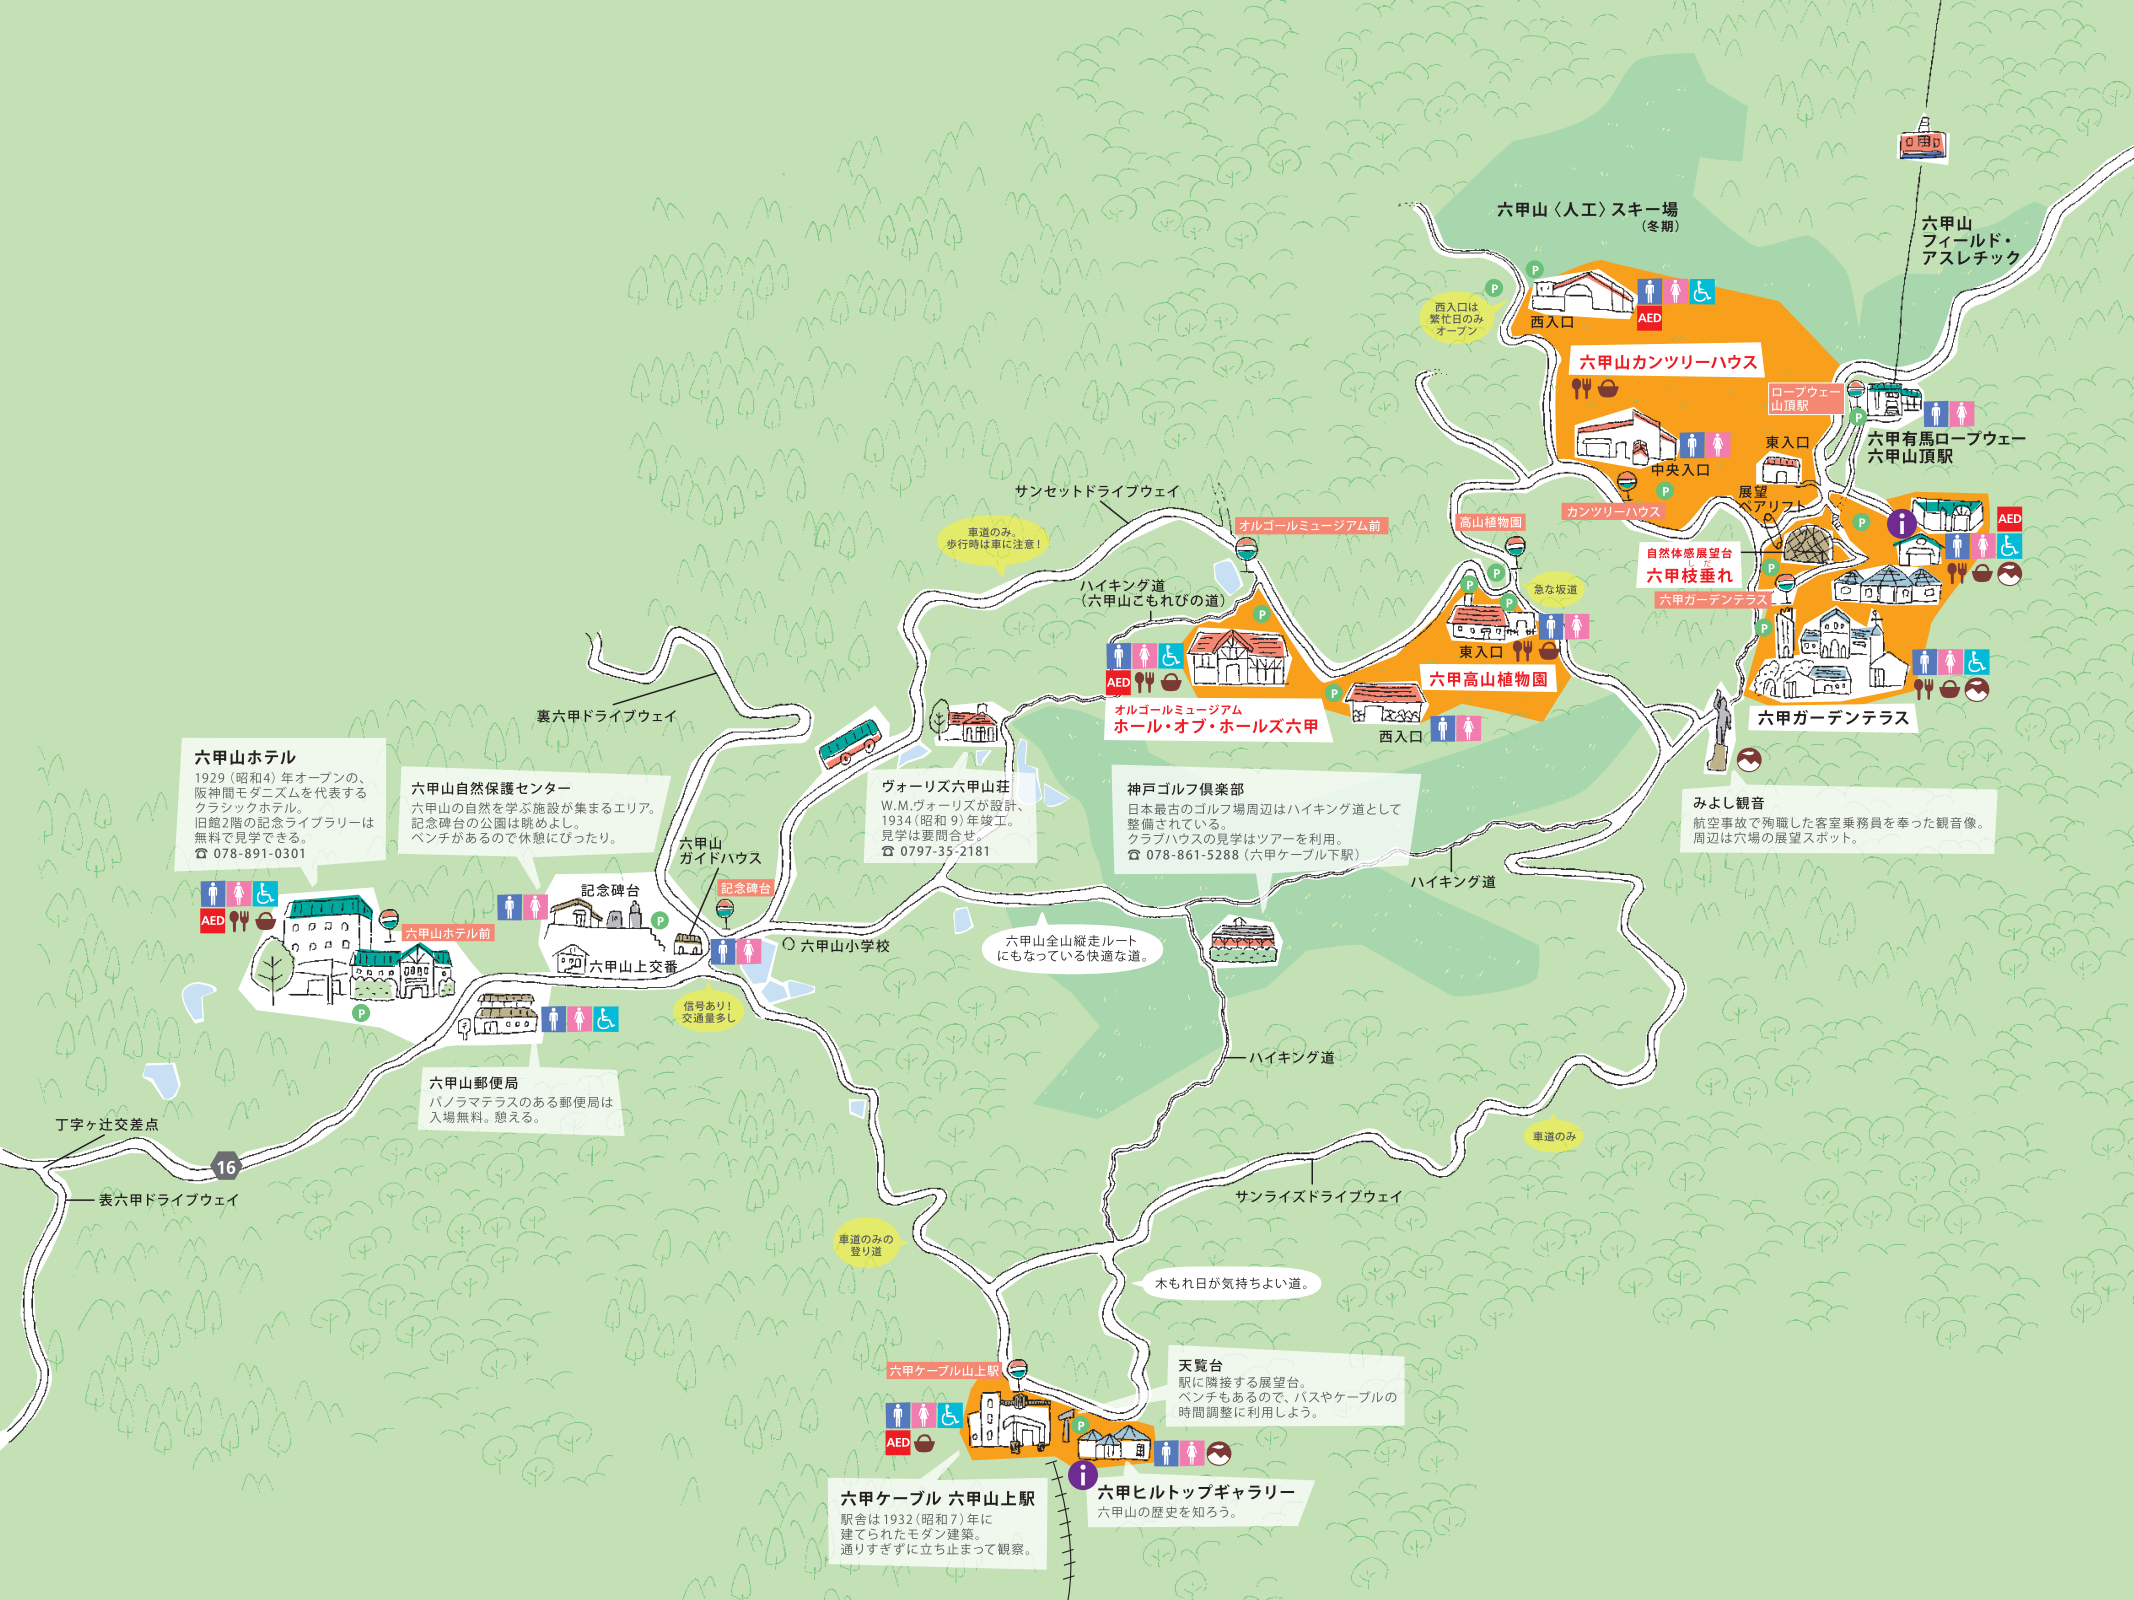 六甲山〈人工〉スキー場
(冬期)
六甲山
フィールド・
アスレチック
西入口は
繁忙日のみ
オープン
西入口
AED
六甲山カンツリーハウス
ロープウェー
山頂駅
六甲有馬ロープウェー
六甲山頂駅
東入口
中央入口
展望
ペアリフト
カンツリーハウス
高山植物園
サンセットドライブウェイ
車道のみ。
歩行時は車に注意!
オルゴールミュージアム前
AED
自然体感展望台
しだ
六甲枝垂れ
六甲ガーデンテラス
急な坂道
ハイキング道
(六甲山こもれびの道)
東入口
六甲高山植物園
AED
オルゴールミュージアム
ホール・オブ・ホールズ六甲
西入口
六甲ガーデンテラス
裏六甲ドライブウェイ
六甲山ホテル
1929(昭和4)年オープンの、
阪神間モダニズムを代表する
クラシックホテル。
旧館2階の記念ライブラリーは
無料で見学できる。
☎ 078-891-0301
六甲山自然保護センター
六甲山の自然を学ぶ施設が集まるエリア。
記念碑台の公園は眺めよし。
ベンチがあるので休憩にぴったり。
六甲山
ガイドハウス
ヴォーリズ六甲山荘
W.M.ヴォーリズが設計、
1934(昭和9)年竣工。
見学は要問合せ。
☎ 0797-35-2181
神戸ゴルフ倶楽部
日本最古のゴルフ場周辺はハイキング道として
整備されている。
クラブハウスの見学はツアーを利用。
☎ 078-861-5288(六甲ケーブル下駅)
みよし観音
航空事故で殉職した客室乗務員を奉った観音像。
周辺は穴場の展望スポット。
ハイキング道
記念碑台
記念碑台
AED
六甲山ホテル前
六甲山小学校
六甲山上交番
六甲山全山縦走ルート
にもなっている快適な道。
信号あり!
交通量多し
ハイキング道
六甲山郵便局
パノラマテラスのある郵便局は
入場無料。憩える。
丁字ヶ辻交差点
16
表六甲ドライブウェイ
車道のみ
サンライズドライブウェイ
車道のみの
登り道
木もれ日が気持ちよい道。
六甲ケーブル山上駅
天覧台
駅に隣接する展望台。
ベンチもあるので、バスやケーブルの
時間調整に利用しよう。
AED
六甲ケーブル 六甲山上駅
駅舎は1932(昭和7)年に
建てられたモダン建築。
通りすぎずに立ち止まって観察。
六甲ヒルトップギャラリー
六甲山の歴史を知ろう。